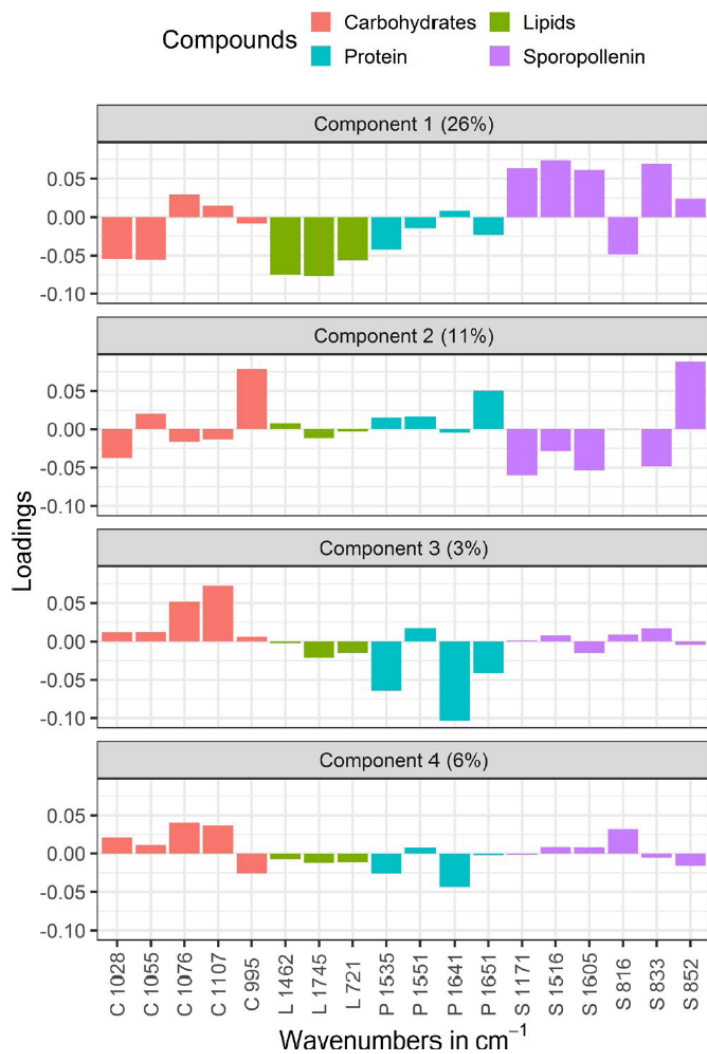 Compounds
Carbohydrates
Lipids
Protein
Sporopollenin
Component 1 (26%)
0.05
0.00
-0.05
-0.10
Component 2 (11%)
0.05
0.00
-0.05
-0.10
Component 3 (3%)
0.05
0.00
-0.05
-0.10
Component 4 (6%)
0.05
0.00
-0.05
-0.10
Loadings
C 1028
C 1055
C 1076
C 1107
C 995
L 1462
L 1745
L 721
P 1535
P 1551
P 1641
P 1651
S 1171
S 1516
S 1605
S 816
S 833
S 852
Wavenumbers in cm⁻¹